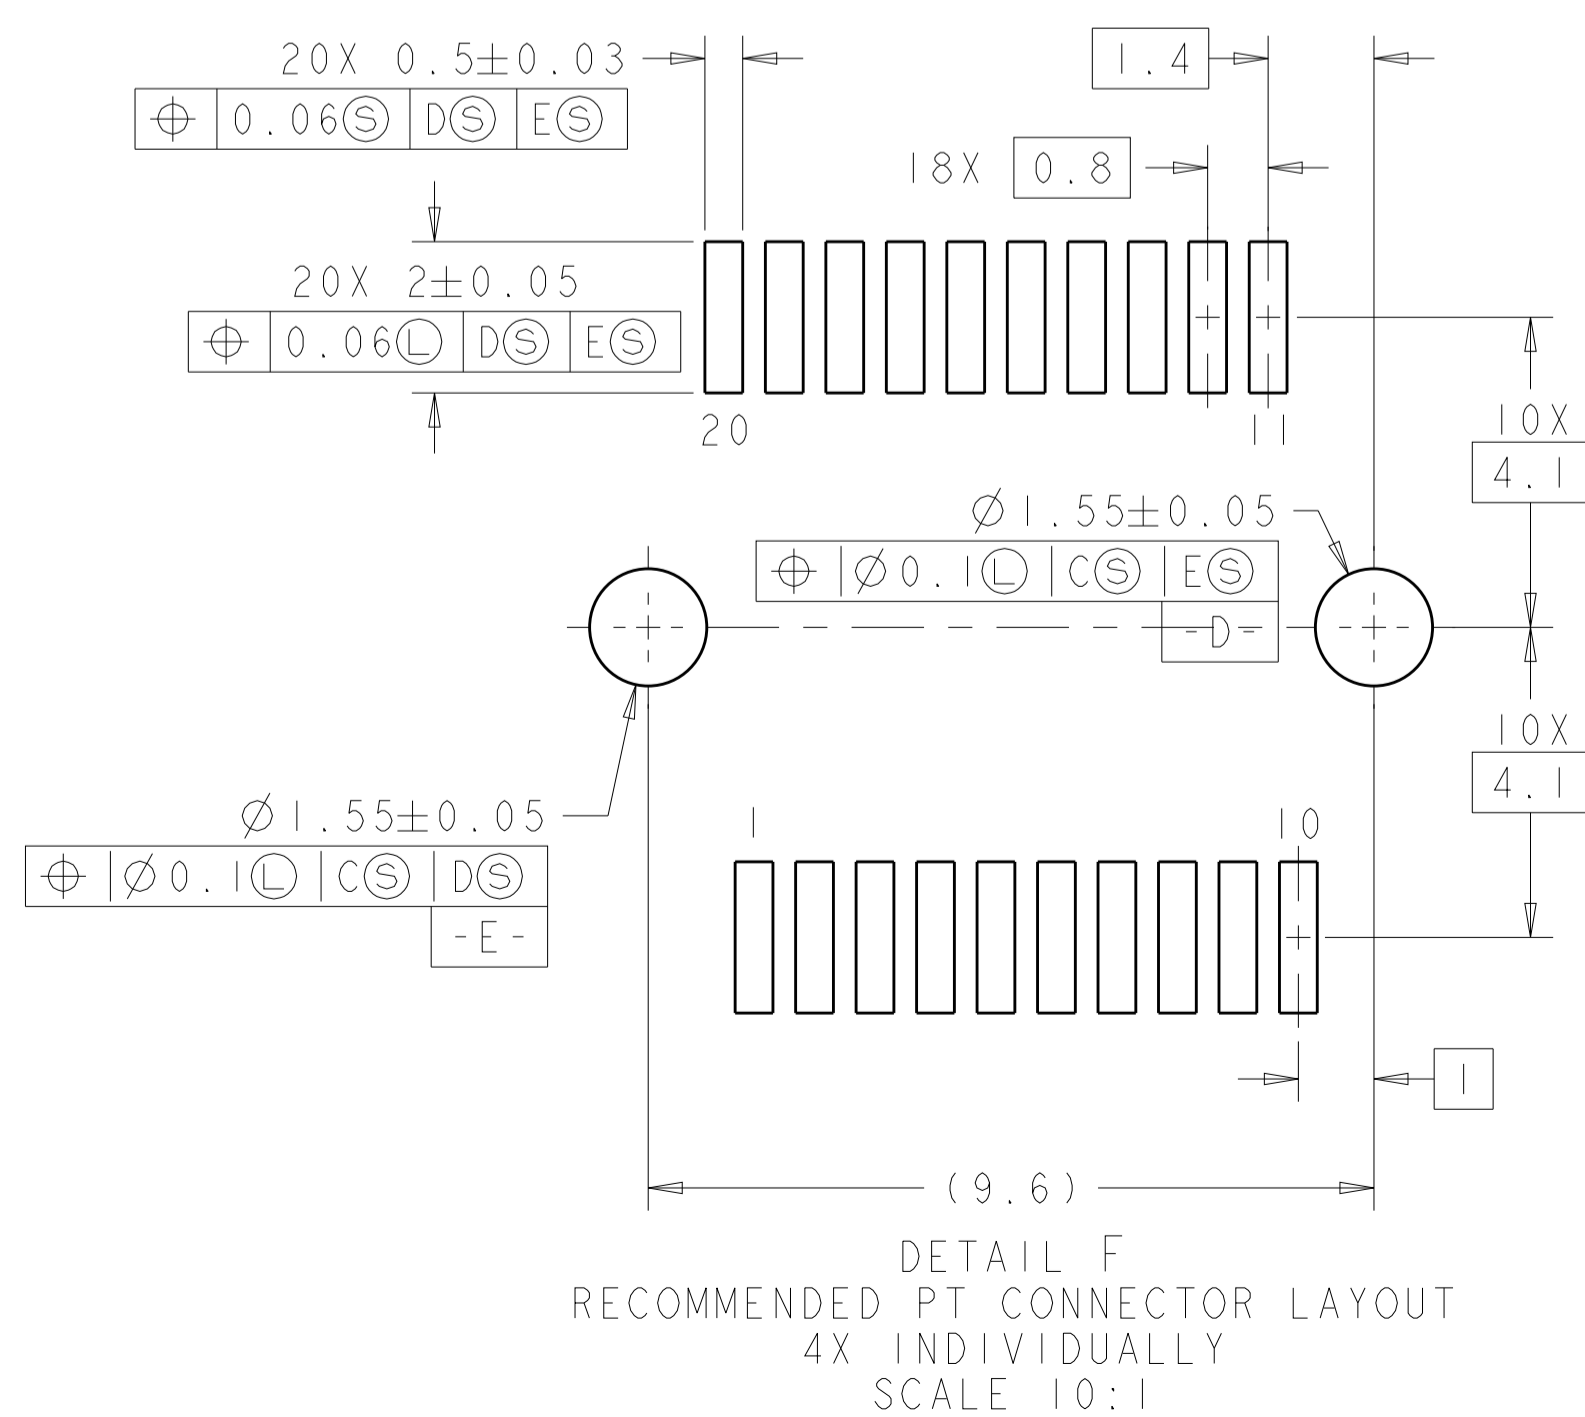 20X 0.5±0.03
⌖ 0.06Ⓢ DⓈ EⓈ
1.4
18X 0.8
20X 2±0.05
⌖ 0.06Ⓛ DⓈ EⓈ
20
11
10X
4.1
Ø1.55±0.05
⌖ Ø0.1Ⓛ CⓈ EⓈ
-D-
10X
4.1
Ø1.55±0.05
⌖ Ø0.1Ⓛ CⓈ DⓈ
-E-
1
10
1
(9.6)
DETAIL F
RECOMMENDED PT CONNECTOR LAYOUT
4X INDIVIDUALLY
SCALE 10:1